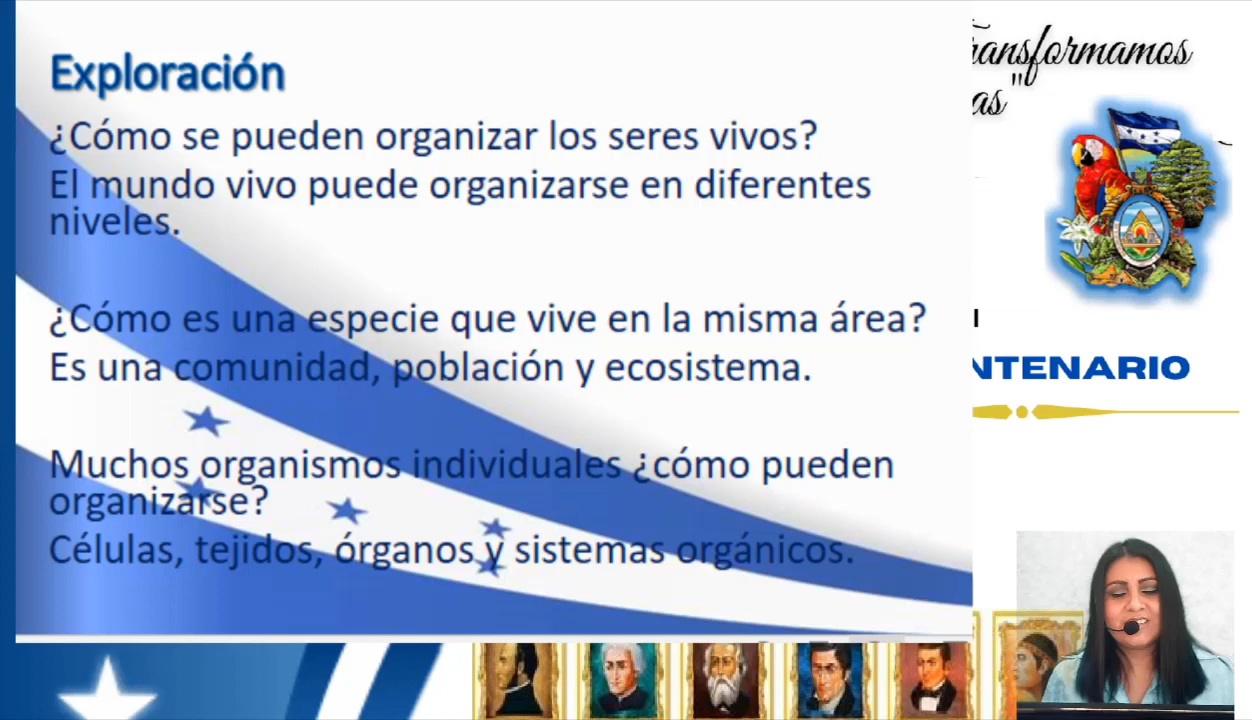 Exploración
¿Cómo se pueden organizar los seres vivos?
El mundo vivo puede organizarse en diferentes
niveles.
¿Cómo es una especie que vive en la misma área?
Es una comunidad, población y ecosistema.
Muchos organismos individuales ¿cómo pueden
organizarse?
Células, tejidos, órganos y sistemas orgánicos.
ransformamos
as"
NTENARIO